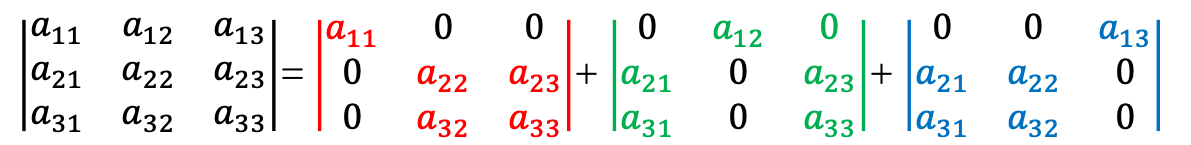 |a₁₁ a₁₂ a₁₃| |a₁₁ 0 0| |0 a₁₂ 0| |0 0 a₁₃|
|a₂₁ a₂₂ a₂₃| = |0 a₂₂ a₂₃| + |a₂₁ 0 a₂₃| + |a₂₁ a₂₂ 0|
|a₃₁ a₃₂ a₃₃| |0 a₃₂ a₃₃| |a₃₁ 0 a₃₃| |a₃₁ a₃₂ 0|